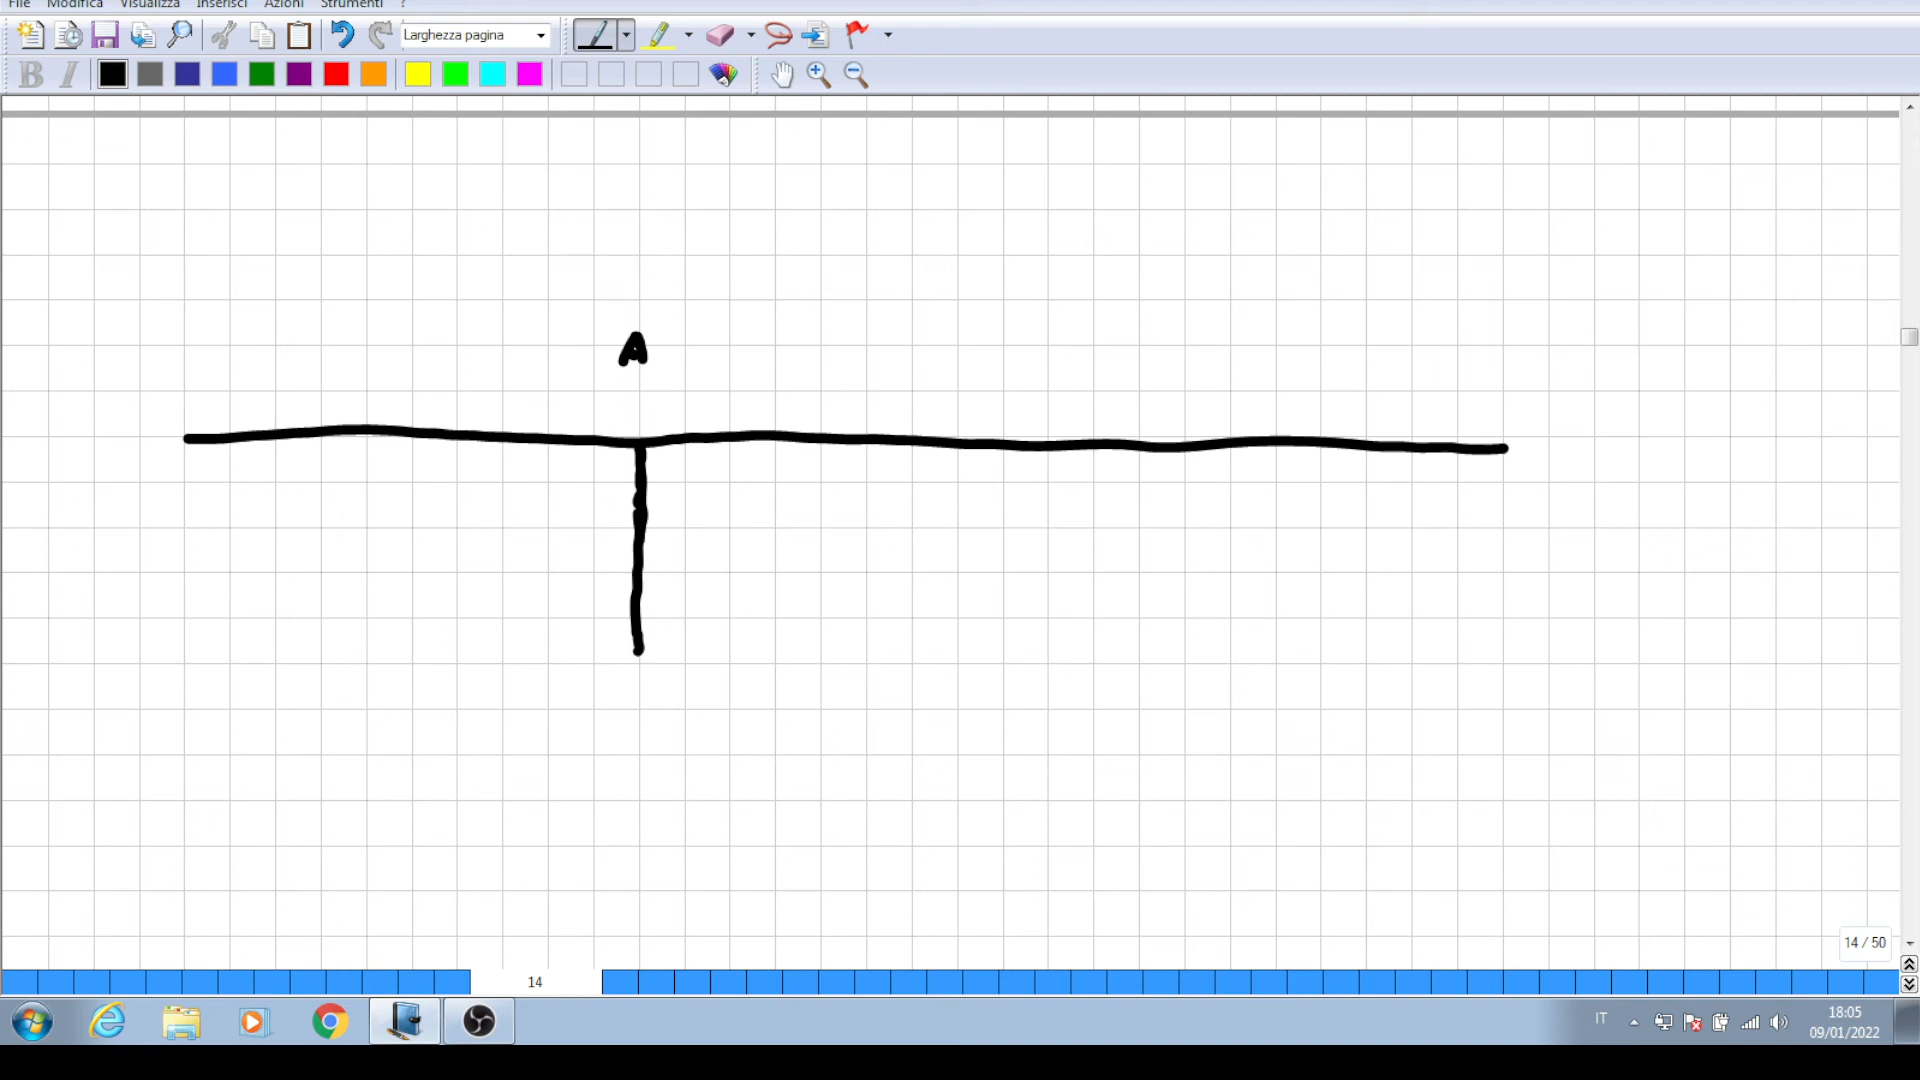 File Modifica Visualizza Inserisci Azioni Strumenti ?
Larghezza pagina
B I
A
14 / 50
14
IT
18:05
09/01/2022